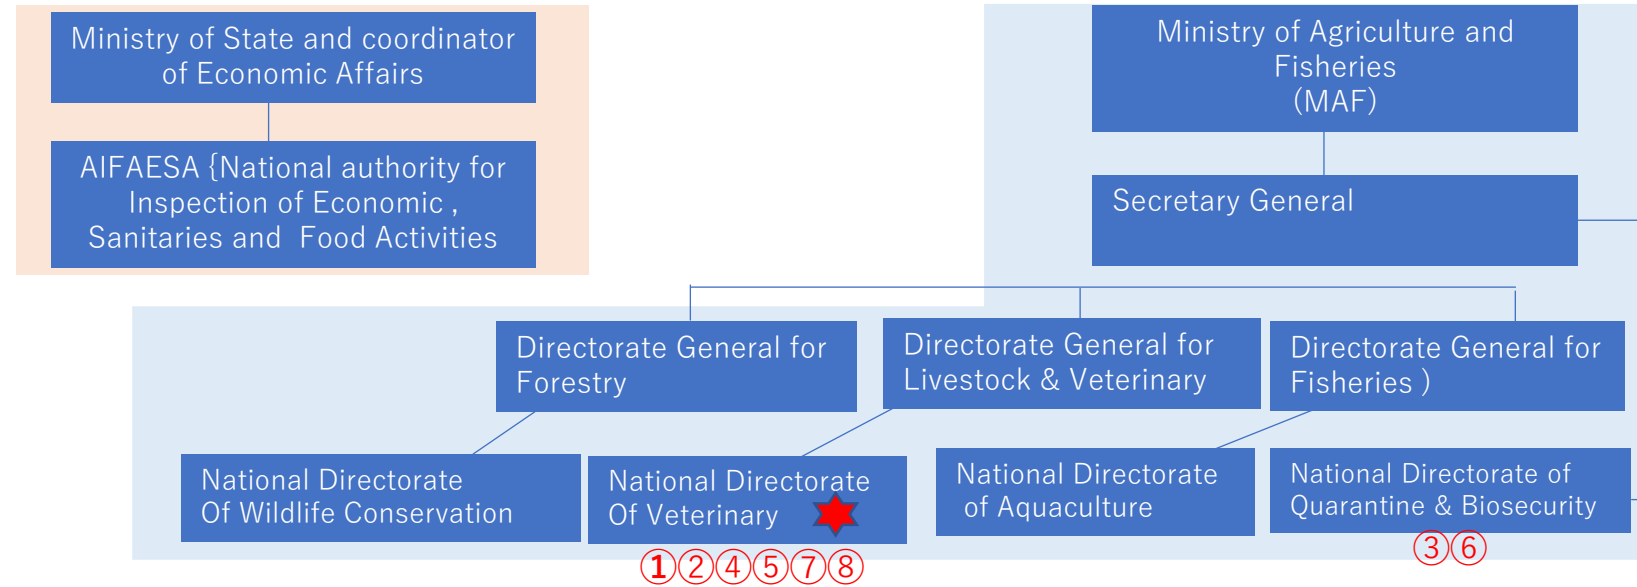 Ministry of State and coordinator
of Economic Affairs
AIFAESA {National authority for
Inspection of Economic ,
Sanitaries and  Food Activities
Ministry of Agriculture and
Fisheries
(MAF)
Secretary General
Directorate General for
Forestry
Directorate General for
Livestock & Veterinary
Directorate General for
Fisheries )
National Directorate
Of Wildlife Conservation
National Directorate
Of Veterinary
National Directorate
of Aquaculture
National Directorate of
Quarantine & Biosecurity
①②④⑤⑦⑧
③⑥